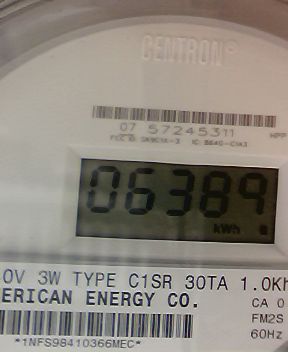 CENTRON®
07 57245311
HPP
06389
kWh
0V 3W TYPE C1SR 30TA 1.0Kh
ERICAN ENERGY CO.
CA 0
FM2S
60Hz
*1NFS98410366MEC*